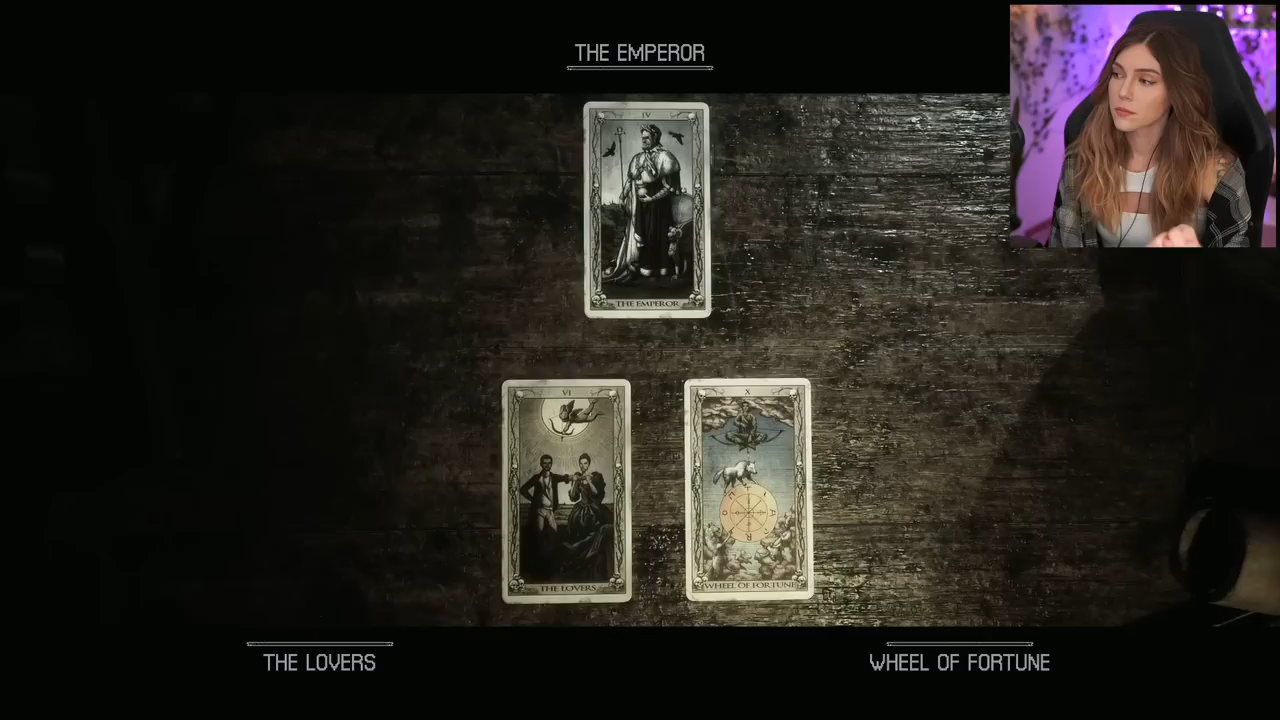 THE EMPEROR
IV
THE EMPEROR
VI
X
THE LOVERS
WHEEL OF FORTUNE
THE LOVERS
WHEEL OF FORTUNE